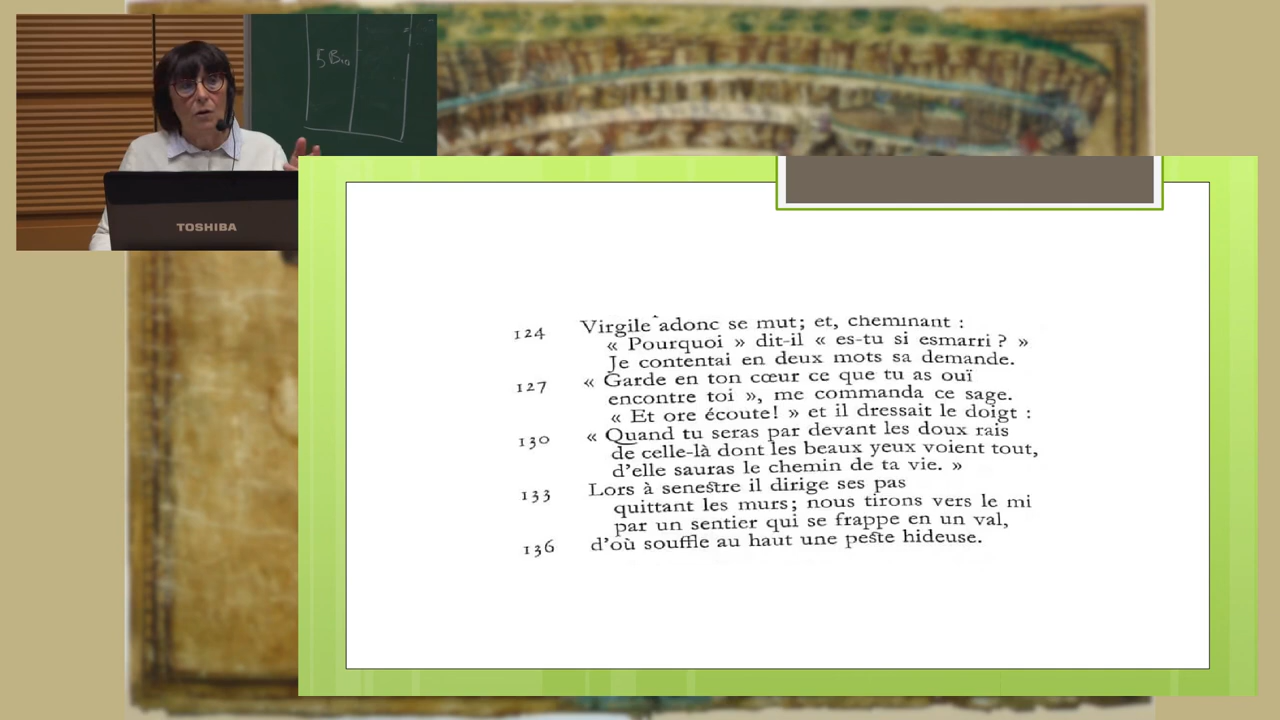 5 B
TOSHIBA
124 Virgile adonc se mut; et, cheminant :
« Pourquoi » dit-il « es-tu si esmarri ? »
Je contentai en deux mots sa demande.
127 « Garde en ton cœur ce que tu as ouï
encontre toi », me commanda ce sage.
« Et ore écoute! » et il dressait le doigt :
130 « Quand tu seras par devant les doux rais
de celle-là dont les beaux yeux voient tout,
d'elle sauras le chemin de ta vie. »
133 Lors à senestre il dirige ses pas
quittant les murs; nous tirons vers le mi
par un sentier qui se frappe en un val,
136 d'où souffle au haut une peste hideuse.